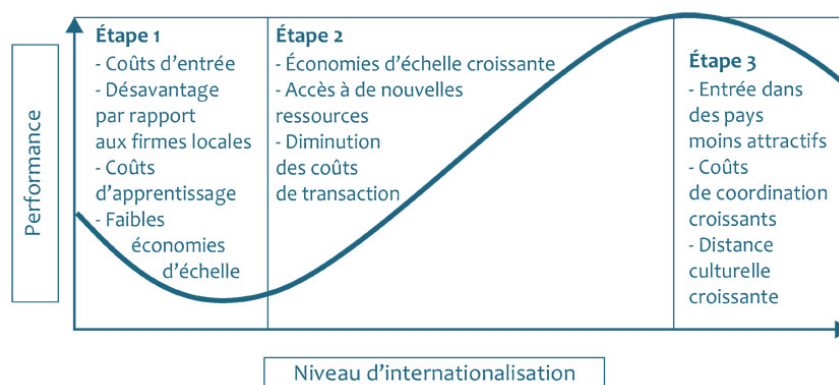 Performance
Étape 1
- Coûts d'entrée
- Désavantage
par rapport
aux firmes locales
- Coûts
d'apprentissage
- Faibles
économies
d'échelle
Étape 2
- Économies d'échelle croissante
- Accès à de nouvelles
ressources
- Diminution
des coûts
de transaction
Étape 3
- Entrée dans
des pays
moins attractifs
- Coûts
de coordination
croissants
- Distance
culturelle
croissante
Niveau d'internationalisation